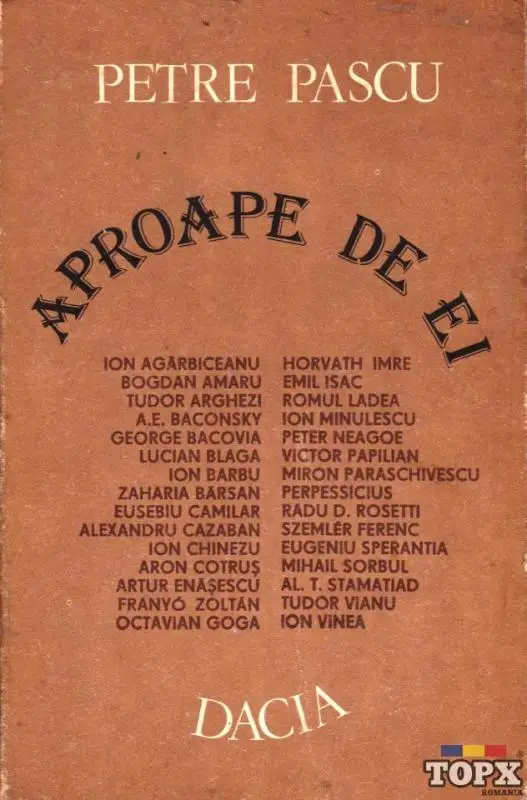 PETRE PASCU
APROAPE DE EI
ION AGÂRBICEANU
BOGDAN AMARU
TUDOR ARGHEZI
A.E. BACONSKY
GEORGE BACOVIA
LUCIAN BLAGA
ION BARBU
ZAHARIA BÂRSAN
EUSEBIU CAMILAR
ALEXANDRU CAZABAN
ION CHINEZU
ARON COTRUȘ
ARTUR ENĂȘESCU
FRANYÓ ZOLTÁN
OCTAVIAN GOGA
HORVATH IMRE
EMIL ISAC
ROMUL LADEA
ION MINULESCU
PETER NEAGOE
VICTOR PAPILIAN
MIRON PARASCHIVESCU
PERPESSICIUS
RADU D. ROSETTI
SZEMLÉR FERENC
EUGENIU SPERANTIA
MIHAIL SORBUL
AL. T. STAMATIAD
TUDOR VIANU
ION VINEA
DACIA
TOPX
ROMANIA